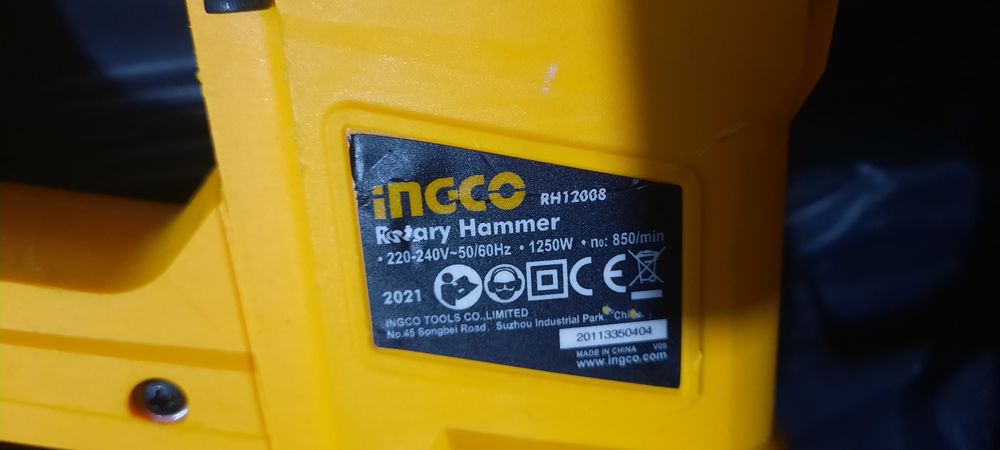 INGCO RH12008
Rotary Hammer
• 220-240V~50/60Hz • 1250W • n₀: 850/min
2021 CE
INGCO TOOLS CO.,LIMITED
No.45 Songbei Road, Suzhou Industrial Park, China.
20113350404
MADE IN CHINA V09
www.ingco.com